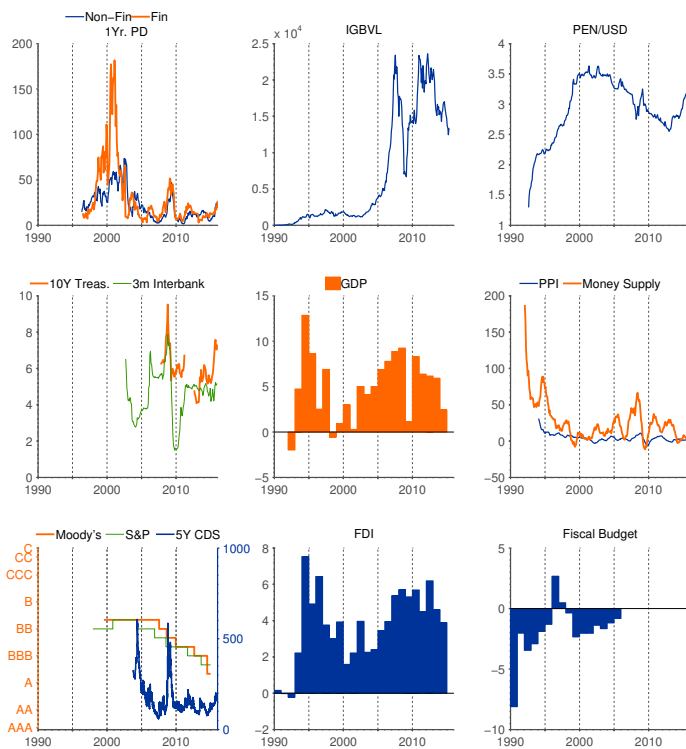 Non−Fin Fin
1Yr. PD
200
150
100
50
0
1990 2000 2010
IGBVL
x 10⁴
2.5
2
1.5
1
0.5
0
1990 2000 2010
PEN/USD
4
3.5
3
2.5
2
1.5
1
1990 2000 2010
10Y Treas. 3m Interbank
10
8
6
4
2
0
1990 2000 2010
GDP
15
10
5
0
−5
1990 2000 2010
PPI Money Supply
200
150
100
50
0
−50
1990 2000 2010
Moody's S&P 5Y CDS
C
CC
CCC
B
BB
BBB
A
AA
AAA
1000
500
0
1990 2000 2010
FDI
8
6
4
2
0
−2
1990 2000 2010
Fiscal Budget
5
0
−5
−10
1990 2000 2010